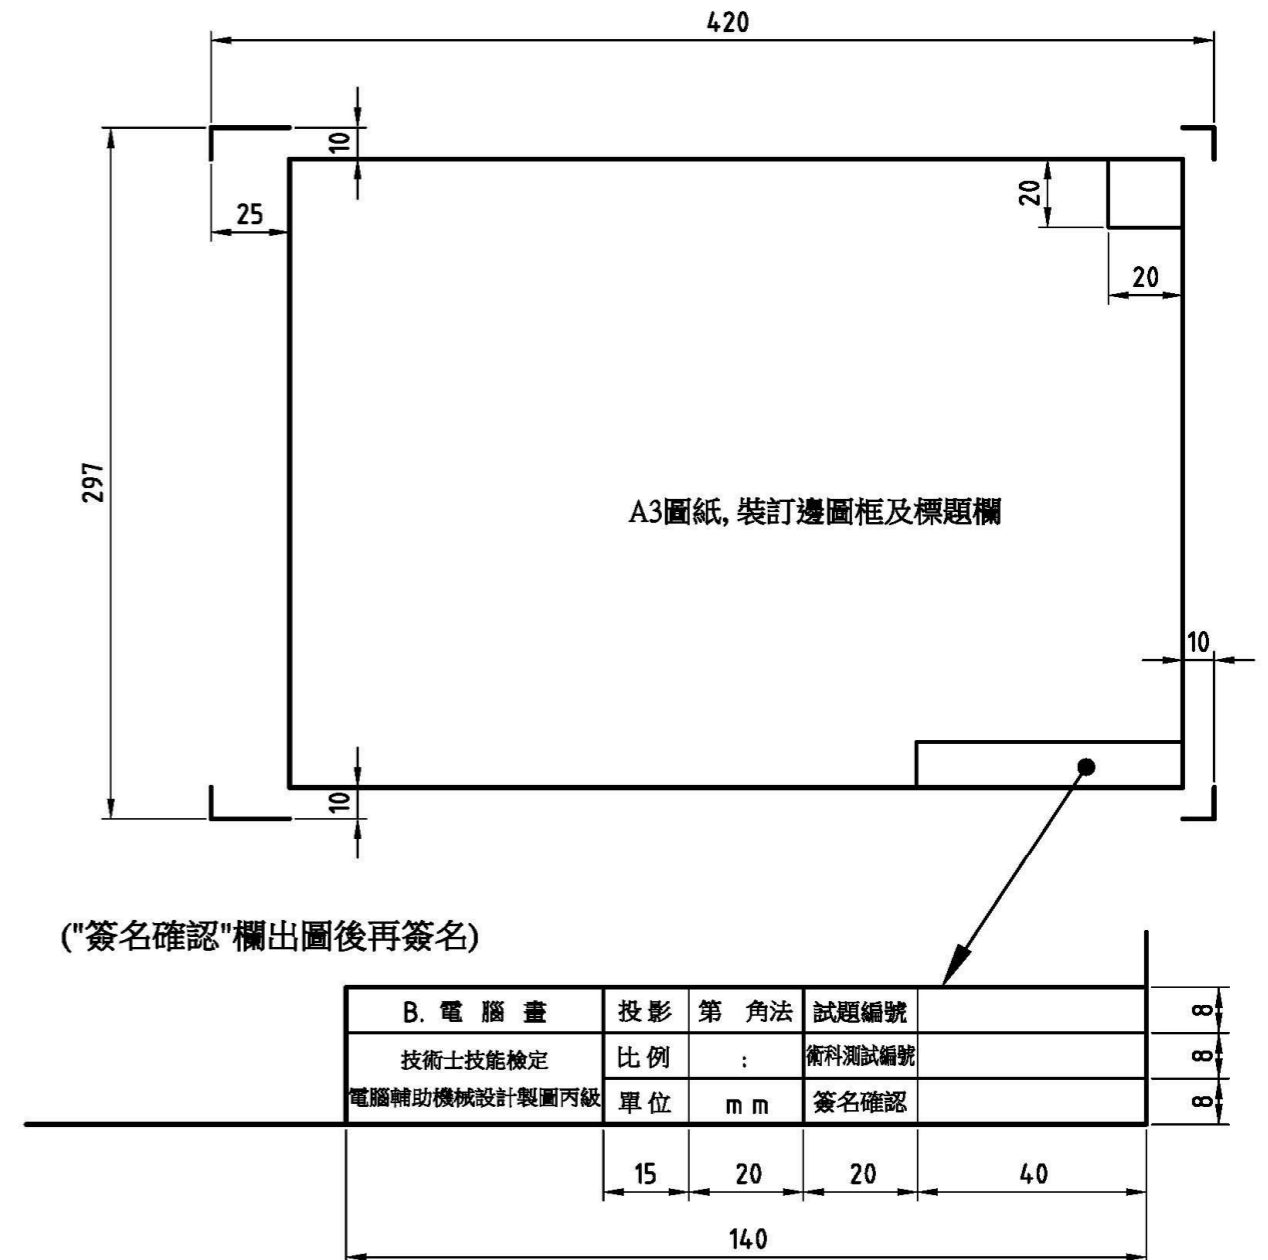 420
10
20
25
20
297
A3圖紙, 裝訂邊圖框及標題欄
10
10
("簽名確認"欄出圖後再簽名)
B. 電 腦 畫 投影 第 角法 試題編號 8
技術士技能檢定 比例 : 術科測試編號 8
電腦輔助機械設計製圖丙級 單位 mm 簽名確認 8
15 20 20 40
140